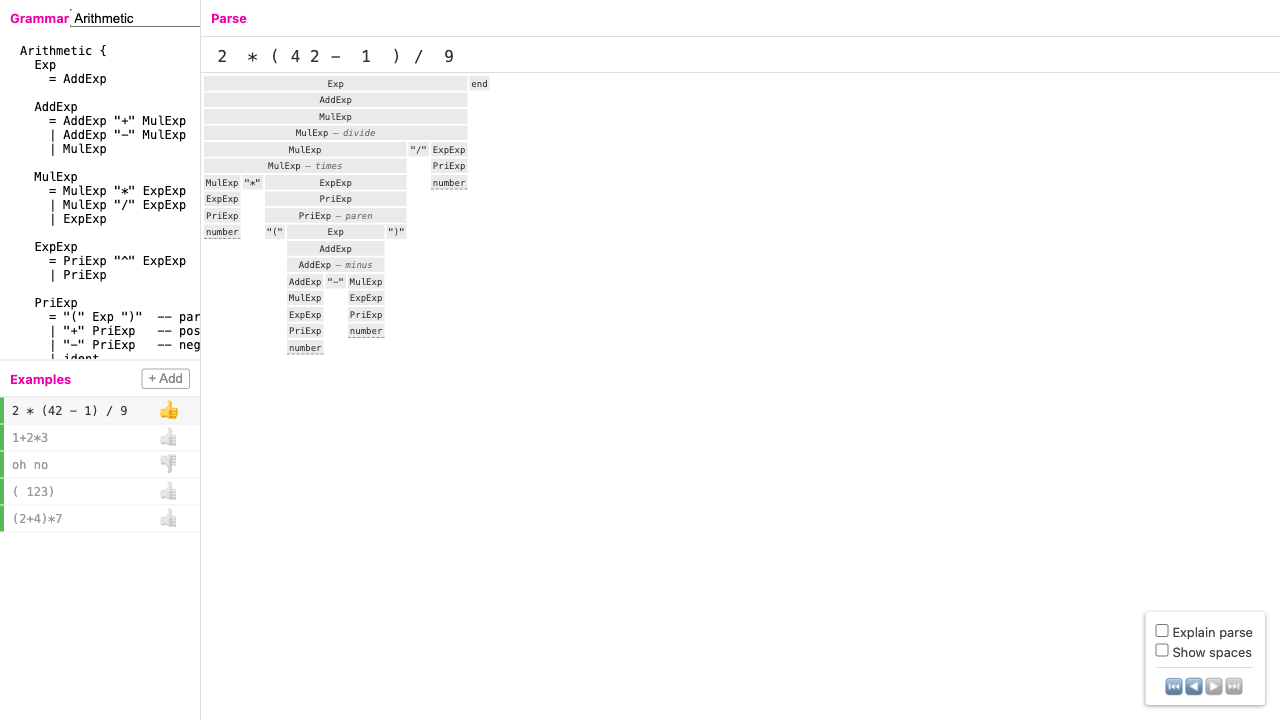 Grammar Arithmetic
Arithmetic {
Exp
= AddExp
AddExp
= AddExp "+" MulExp
| AddExp "-" MulExp
| MulExp
MulExp
= MulExp "*" ExpExp
| MulExp "/" ExpExp
| ExpExp
ExpExp
= PriExp "^" ExpExp
| PriExp
PriExp
= "(" Exp ")" -- par
| "+" PriExp -- pos
| "-" PriExp -- neg
| ident
Examples + Add
2 * (42 - 1) / 9
1+2*3
oh no
( 123)
(2+4)*7
Parse
2 * ( 4 2 - 1 ) / 9
Exp end
AddExp
MulExp
MulExp – divide
MulExp "/" ExpExp
MulExp – times PriExp
MulExp "*" ExpExp number
ExpExp PriExp
PriExp PriExp – paren
number "(" Exp ")"
AddExp
AddExp – minus
AddExp "-" MulExp
MulExp ExpExp
ExpExp PriExp
PriExp number
number
Explain parse
Show spaces